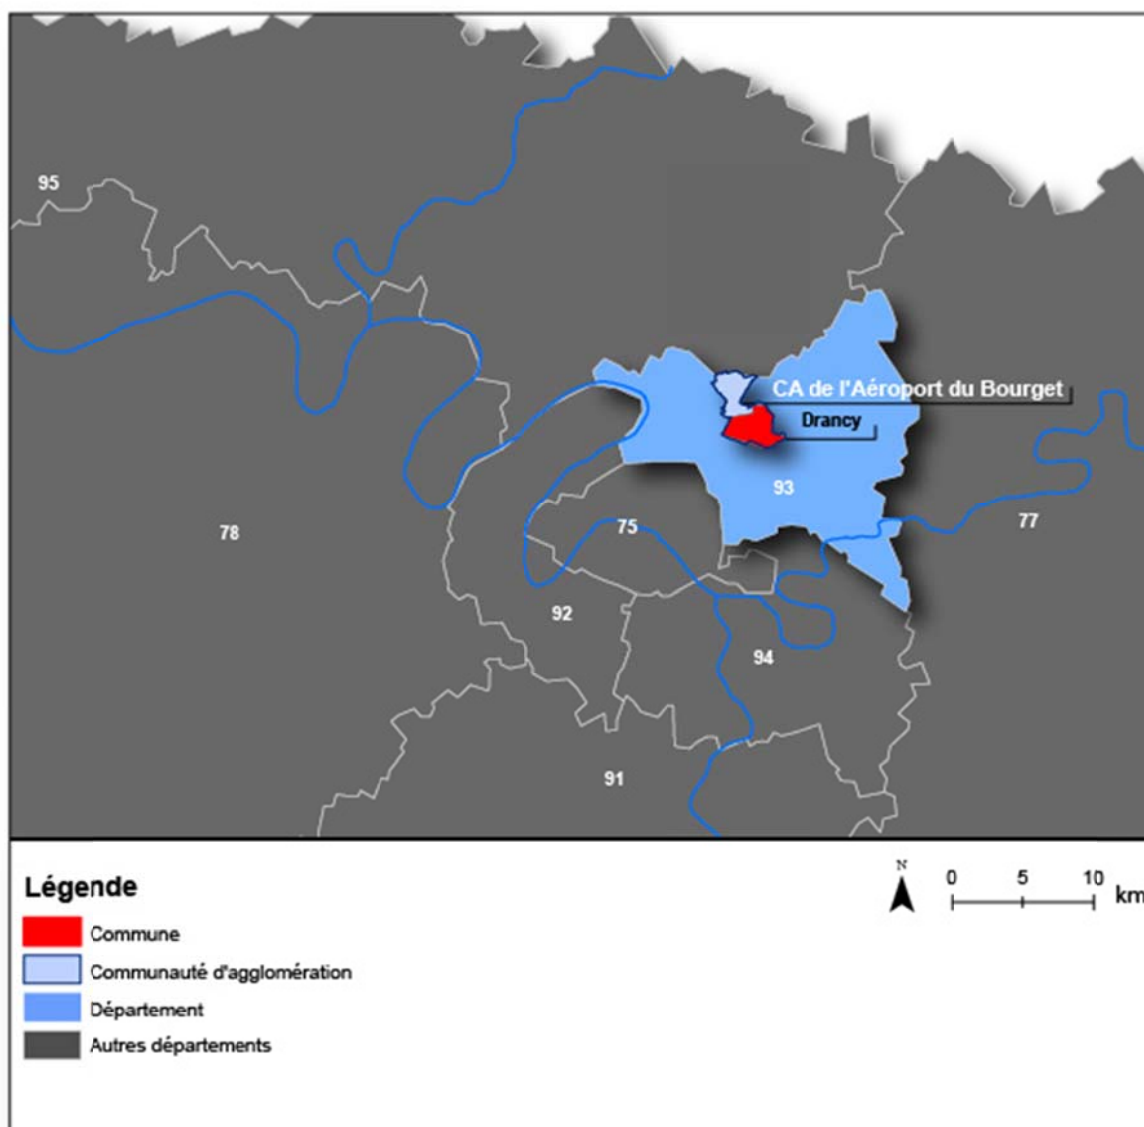 95
CA de l'Aéroport du Bourget
Drancy
93
78
75
77
92
94
91
Légende
N
0 5 10 km
Commune
Communauté d'agglomération
Département
Autres départements